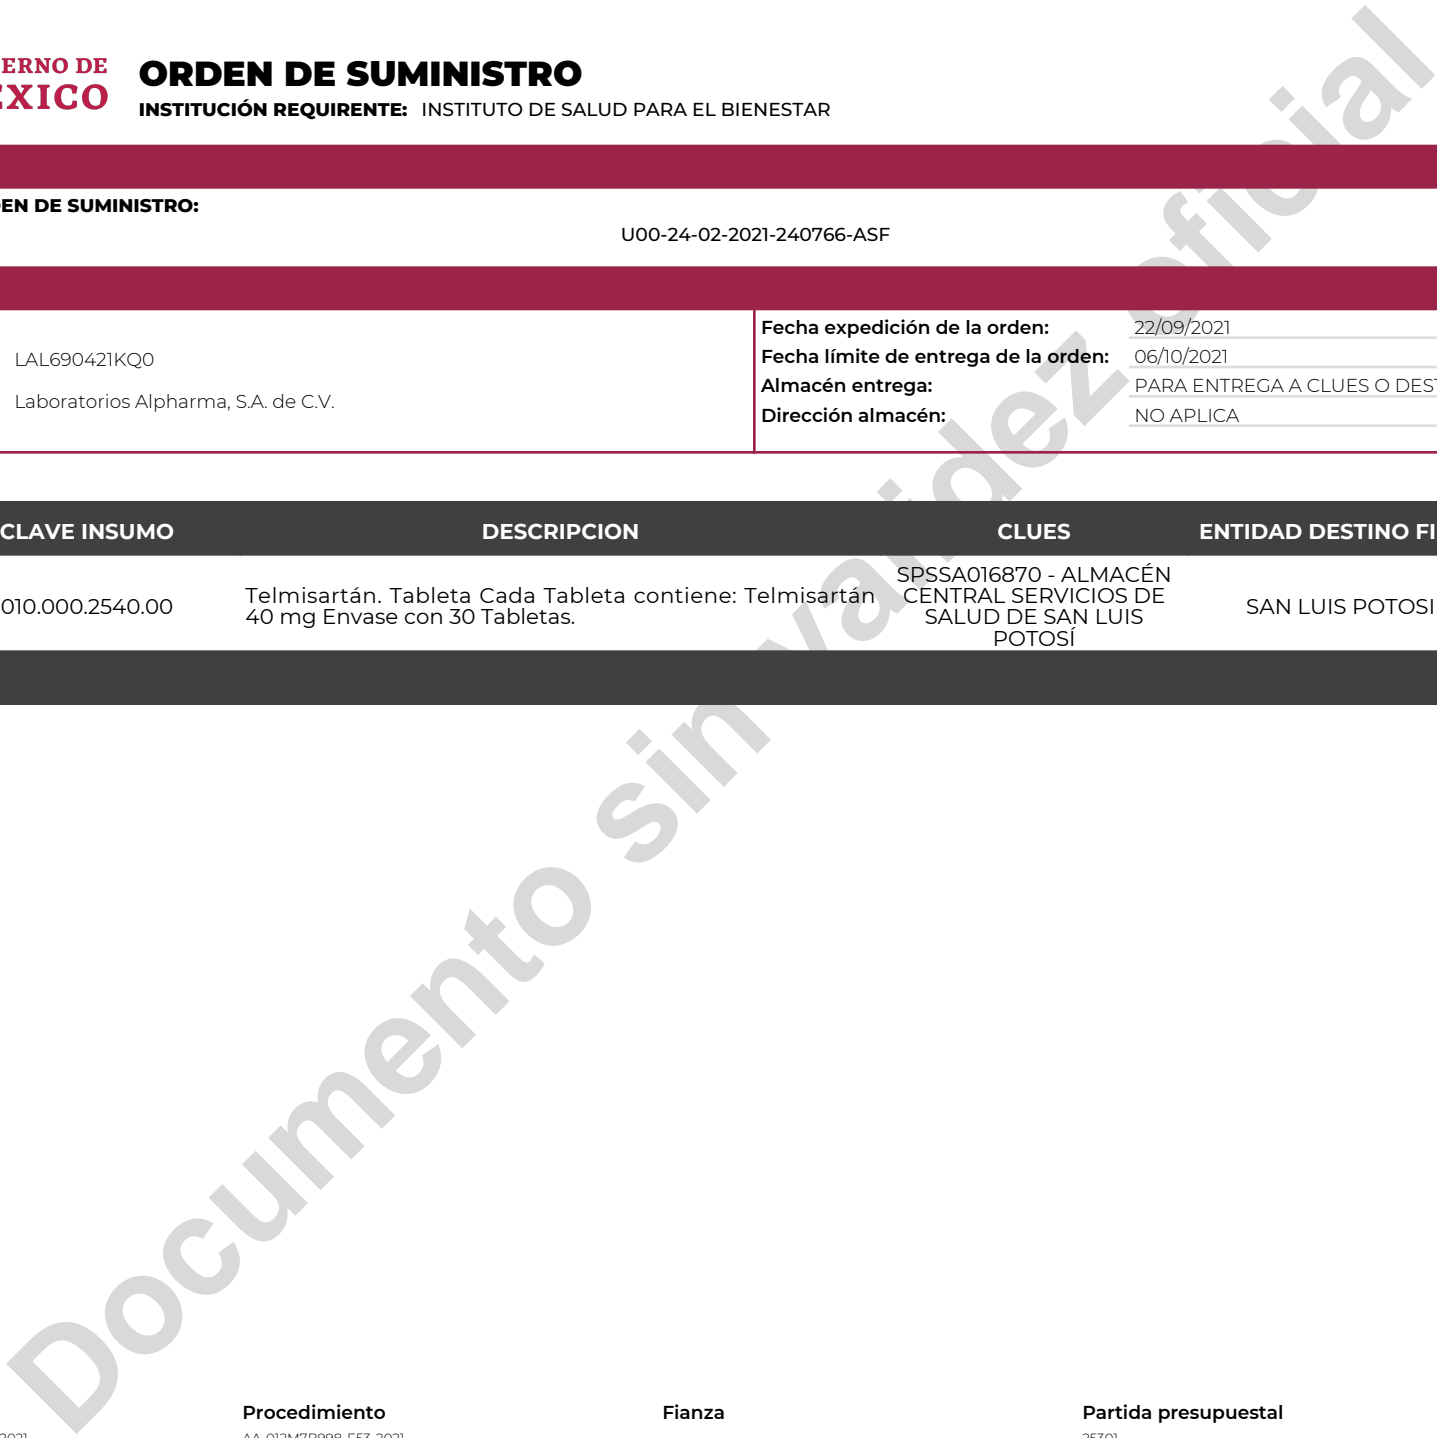 ERNO DE
EXICO
ORDEN DE SUMINISTRO
INSTITUCIÓN REQUIRENTE: INSTITUTO DE SALUD PARA EL BIENESTAR
EN DE SUMINISTRO:
U00-24-02-2021-240766-ASF
LAL690421KQ0
Laboratorios Alpharma, S.A. de C.V.
Fecha expedición de la orden: 22/09/2021
Fecha límite de entrega de la orden: 06/10/2021
Almacén entrega: PARA ENTREGA A CLUES O DEST
Dirección almacén: NO APLICA
CLAVE INSUMO DESCRIPCION CLUES ENTIDAD DESTINO FI
010.000.2540.00
Telmisartán. Tableta Cada Tableta contiene: Telmisartán
40 mg Envase con 30 Tabletas.
SPSSA016870 - ALMACÉN
CENTRAL SERVICIOS DE
SALUD DE SAN LUIS
POTOSÍ
SAN LUIS POTOSI
Documento sin validez oficial
Procedimiento Fianza Partida presupuestal